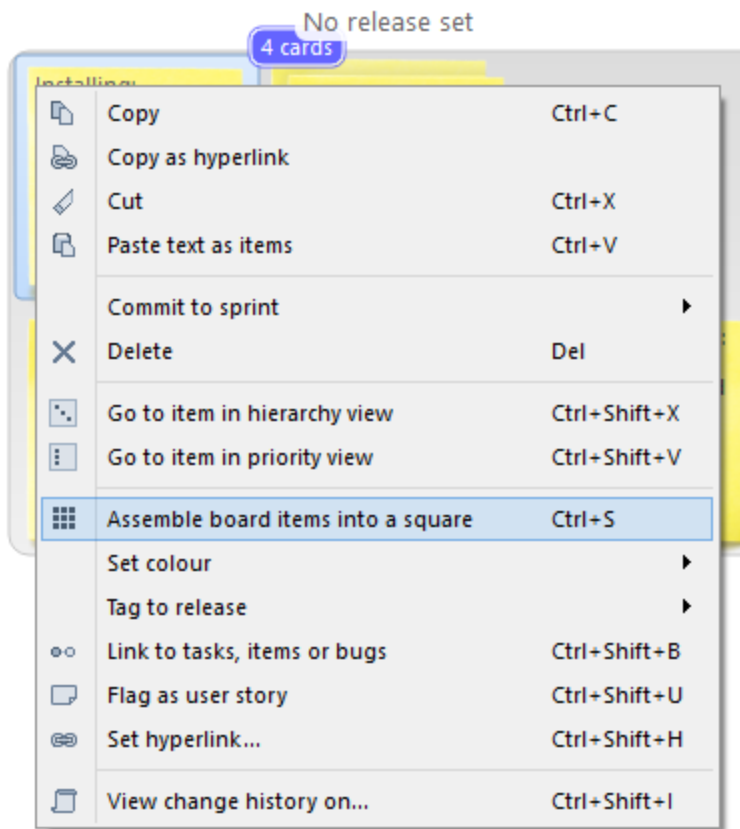 No release set
4 cards
Installing:
Copy Ctrl+C
Copy as hyperlink
Cut Ctrl+X
Paste text as items Ctrl+V
Commit to sprint
Delete Del
Go to item in hierarchy view Ctrl+Shift+X
Go to item in priority view Ctrl+Shift+V
Assemble board items into a square Ctrl+S
Set colour
Tag to release
Link to tasks, items or bugs Ctrl+Shift+B
Flag as user story Ctrl+Shift+U
Set hyperlink... Ctrl+Shift+H
View change history on... Ctrl+Shift+I